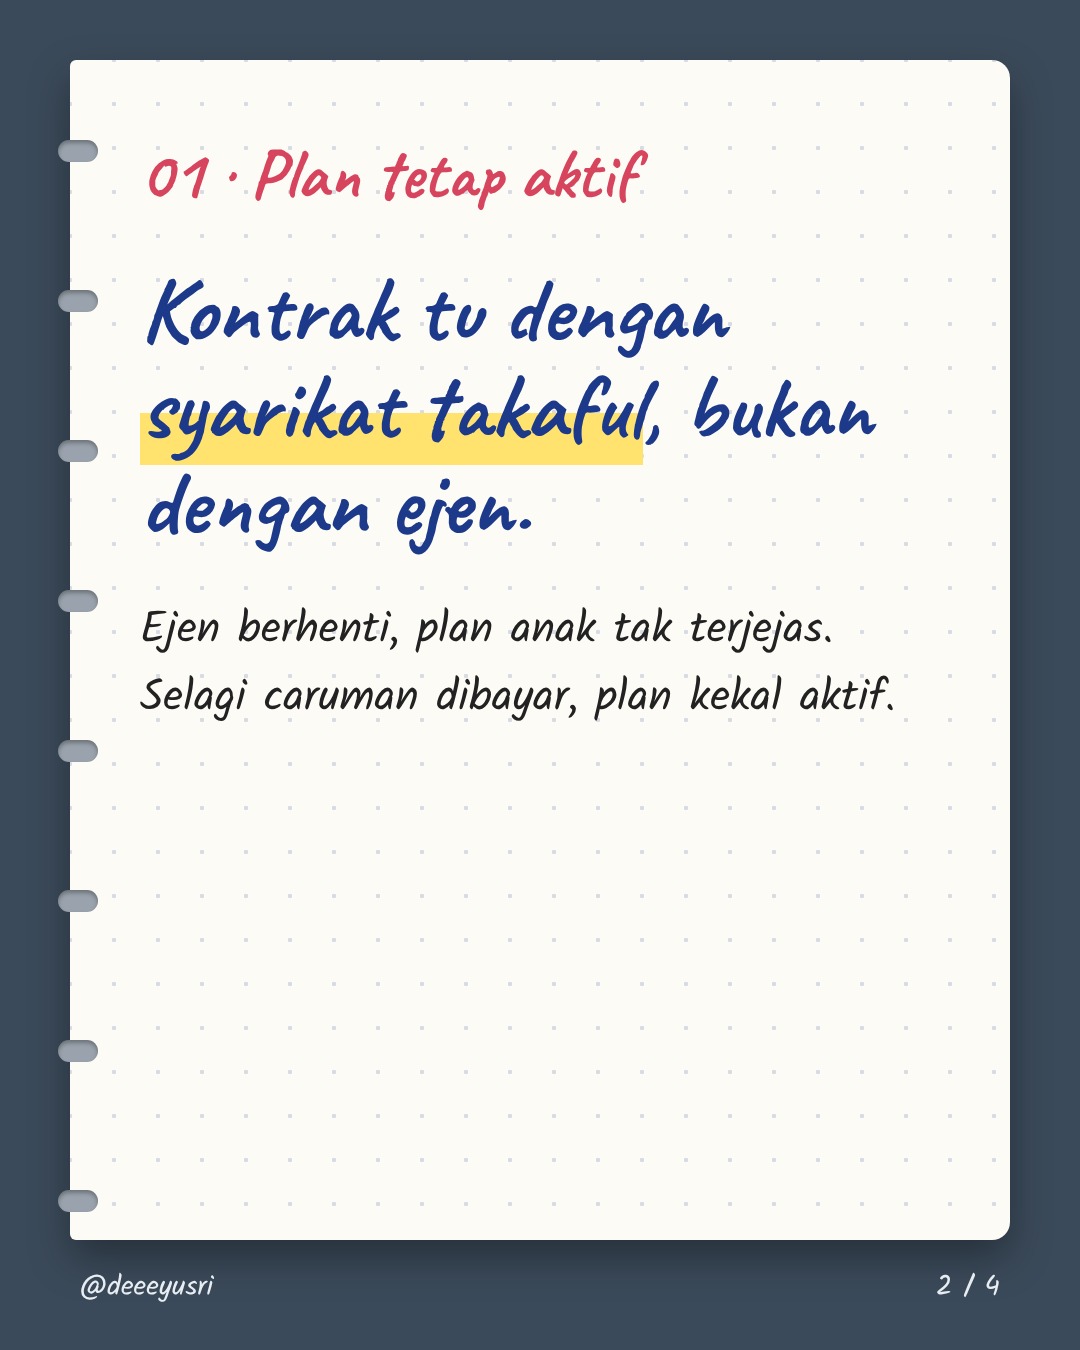 01 · Plan tetap aktif
Kontrak tu dengan
syarikat takaful, bukan
dengan ejen.
Ejen berhenti, plan anak tak terjejas.
Selagi caruman dibayar, plan kekal aktif.
@deeeyusri
2 / 4